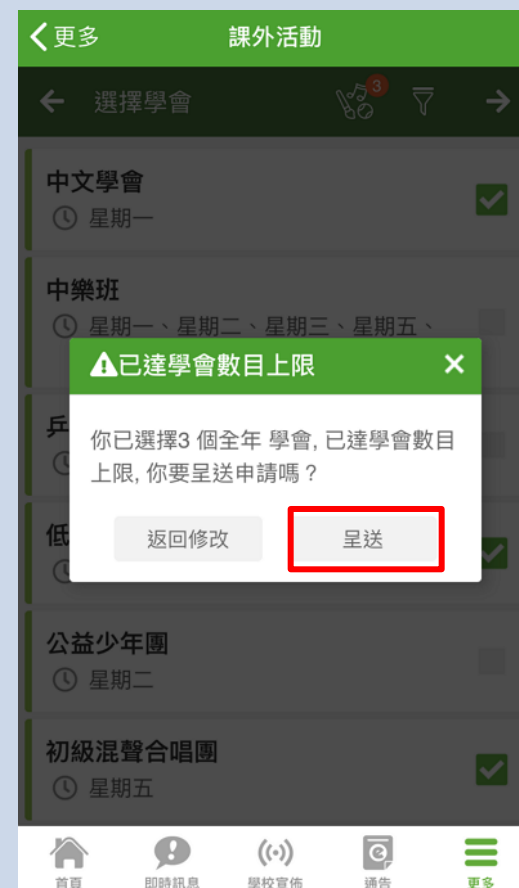 更多
課外活動
選擇學會
3
中文學會
星期一
中樂班
星期一、星期二、星期三、星期五、
已達學會數目上限
乒
你已選擇3 個全年 學會, 已達學會數目
上限, 你要呈送申請嗎？
低
返回修改
呈送
公益少年團
星期二
初級混聲合唱團
星期五
首頁
即時訊息
學校宣佈
通告
更多